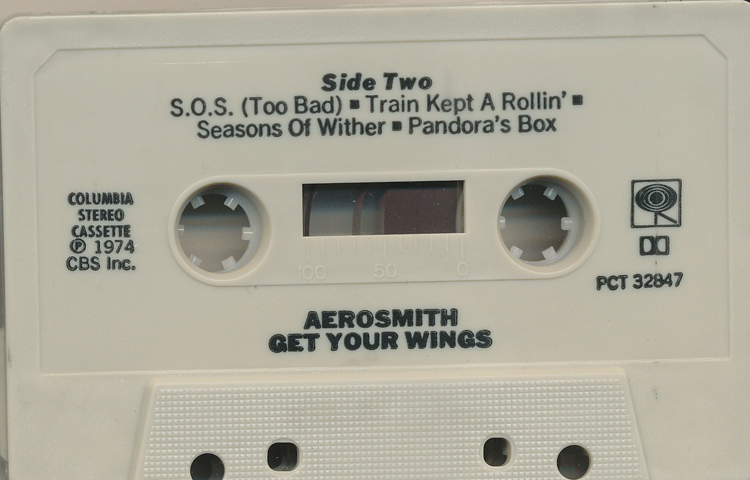 Side Two
S.O.S. (Too Bad) ▪ Train Kept A Rollin' ▪
Seasons Of Wither ▪ Pandora's Box
COLUMBIA
STEREO
CASSETTE
℗ 1974
CBS Inc.
100 50 0
PCT 32847
AEROSMITH
GET YOUR WINGS